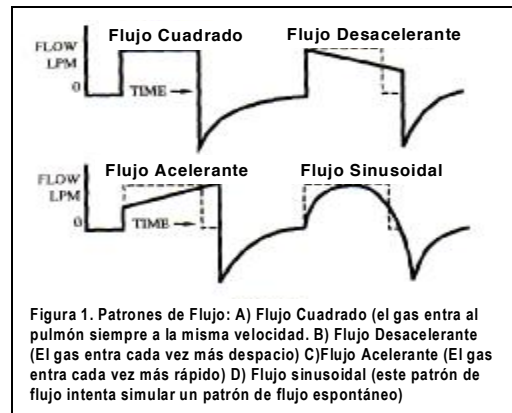 Flujo Cuadrado Flujo Desacelerante
FLOW
LPM
0
TIME
Flujo Acelerante Flujo Sinusoidal
FLOW
LPM
0
TIME
Figura 1. Patrones de Flujo: A) Flujo Cuadrado (el gas entra al
pulmón siempre a la misma velocidad. B) Flujo Desacelerante
(El gas entra cada vez más despacio) C)Flujo Acelerante (El gas
entra cada vez más rápido) D) Flujo sinusoidal (este patrón de
flujo intenta simular un patrón de flujo espontáneo)